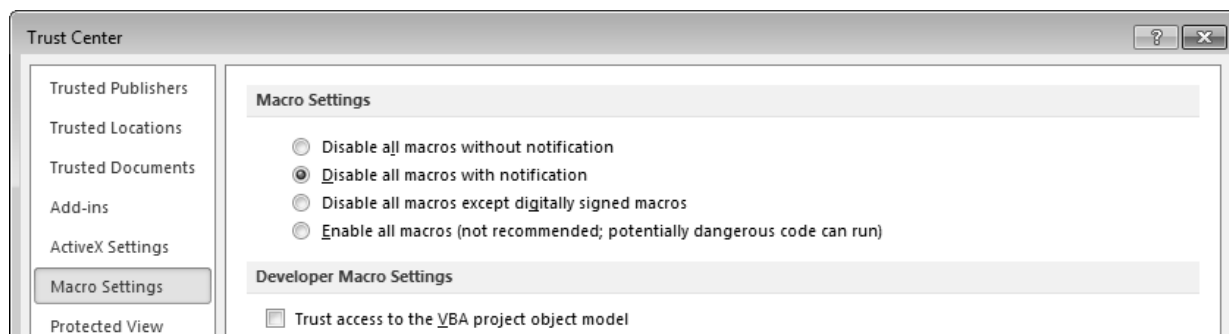 Trust Center
Trusted Publishers
Trusted Locations
Trusted Documents
Add-ins
ActiveX Settings
Macro Settings
Protected View
Macro Settings
Disable all macros without notification
Disable all macros with notification
Disable all macros except digitally signed macros
Enable all macros (not recommended; potentially dangerous code can run)
Developer Macro Settings
Trust access to the VBA project object model